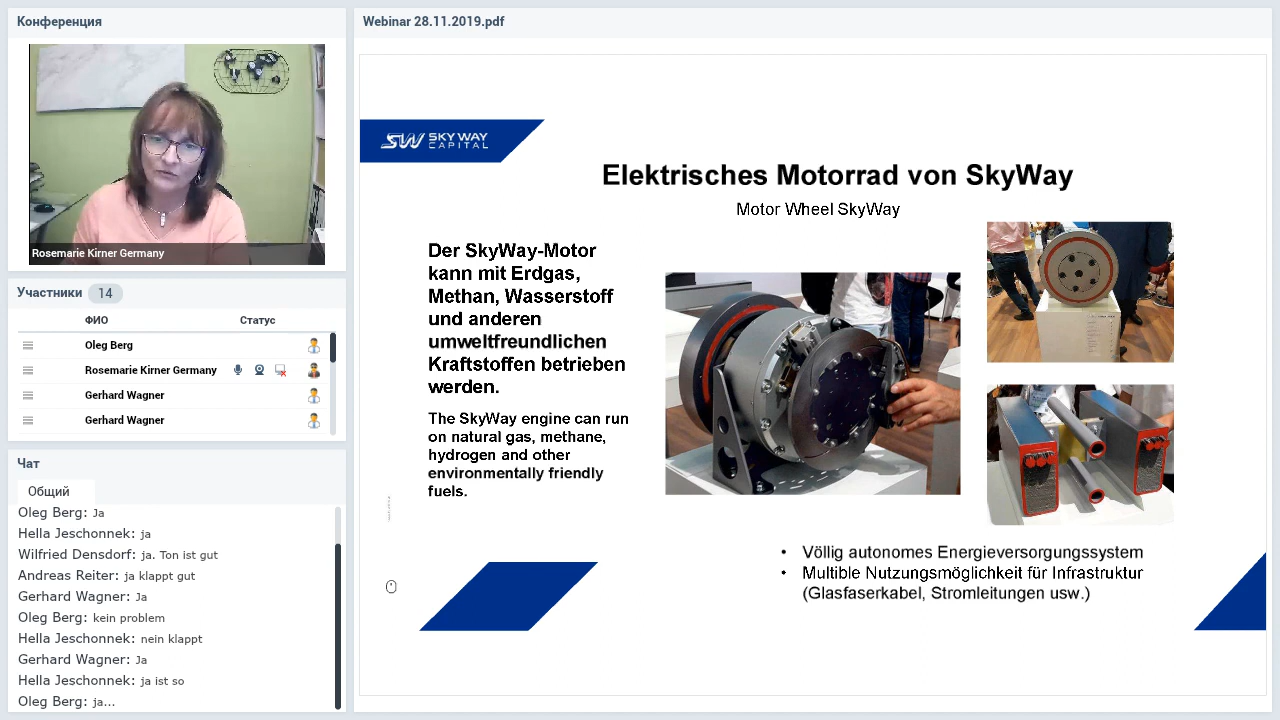 Конференция
Rosemarie Kirner Germany
Участники 14
ФИО Статус
Oleg Berg
Rosemarie Kirner Germany
Gerhard Wagner
Gerhard Wagner
Чат
Общий
Oleg Berg: Ja
Hella Jeschonnek: ja
Wilfried Densdorf: ja. Ton ist gut
Andreas Reiter: ja klappt gut
Gerhard Wagner: Ja
Oleg Berg: kein problem
Hella Jeschonnek: nein klappt
Gerhard Wagner: Ja
Hella Jeschonnek: ja ist so
Oleg Berg: ja...
Webinar 28.11.2019.pdf
SW SKY WAY
CAPITAL
Elektrisches Motorrad von SkyWay
Motor Wheel SkyWay
Der SkyWay-Motor
kann mit Erdgas,
Methan, Wasserstoff
und anderen
umweltfreundlichen
Kraftstoffen betrieben
werden.
The SkyWay engine can run
on natural gas, methane,
hydrogen and other
environmentally friendly
fuels.
• Völlig autonomes Energieversorgungssystem
• Multible Nutzungsmöglichkeit für Infrastruktur
(Glasfaserkabel, Stromleitungen usw.)